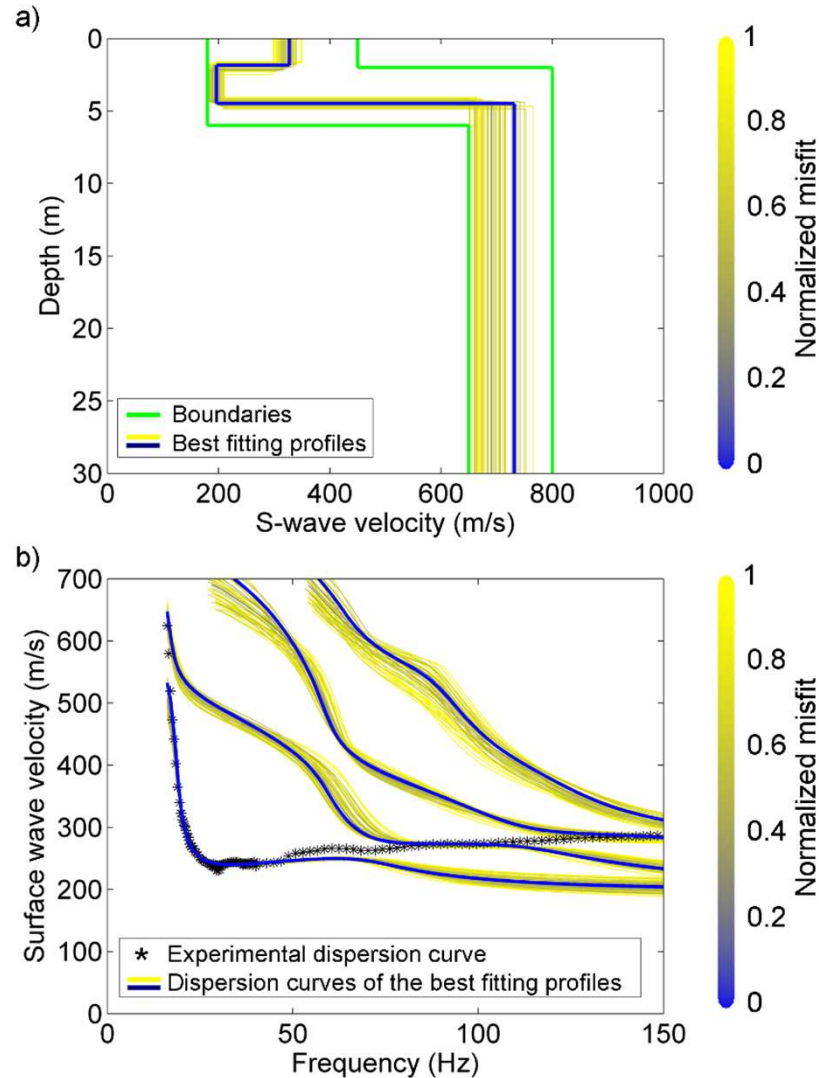 a)
0
5
10
15
20
25
30
Depth (m)
Boundaries
Best fitting profiles
0 200 400 600 800 1000
S-wave velocity (m/s)
1
0.8
0.6
0.4
0.2
0
Normalized misfit
b)
700
600
500
400
300
200
100
0
Surface wave velocity (m/s)
Experimental dispersion curve
Dispersion curves of the best fitting profiles
0 50 100 150
Frequency (Hz)
1
0.8
0.6
0.4
0.2
0
Normalized misfit